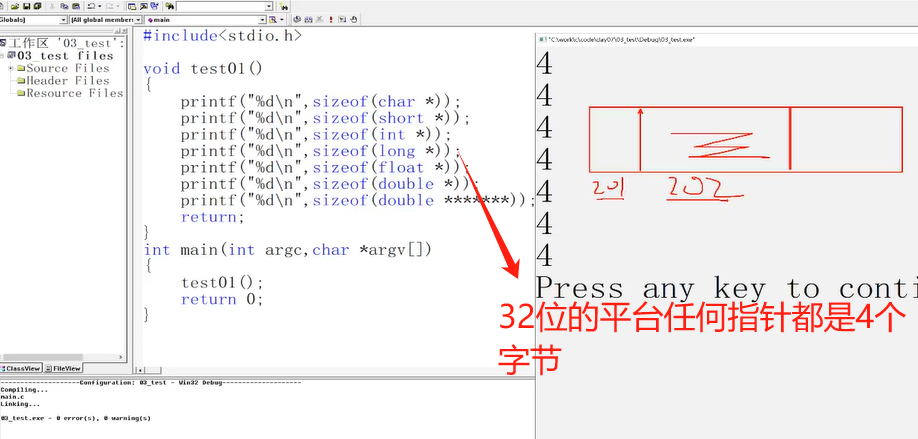 Globals)
[All global members
main
工作区 '03_test':
03_test files
Source Files
Header Files
Resource Files
ClassView
FileView
#include<stdio.h>
void test01()
{
printf("%d\n",sizeof(char *));
printf("%d\n",sizeof(short *));
printf("%d\n",sizeof(int *));
printf("%d\n",sizeof(long *));
printf("%d\n",sizeof(float *));
printf("%d\n",sizeof(double *));
printf("%d\n",sizeof(double *******));
return;
}
int main(int argc,char *argv[])
{
test01();
return 0;
}
"C:\work\c\code\day07\03_test\Debug\03_test.exe"
4
4
4
4
4
4
4
Press any key to conti
201 202
32位的平台任何指针都是4个
字节
Configuration: 03_test - Win32 Debug
Compiling...
main.c
Linking...
03_test.exe - 0 error(s), 0 warning(s)